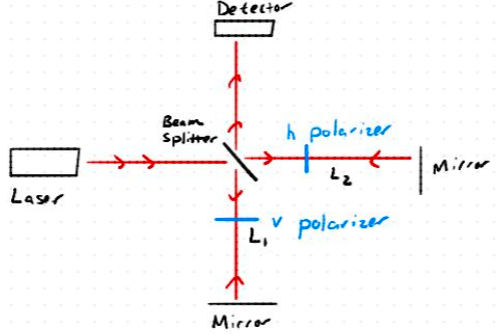 Detector
Beam
Splitter
h polarizer
L2
Mirror
Laser
v polarizer
L1
Mirror